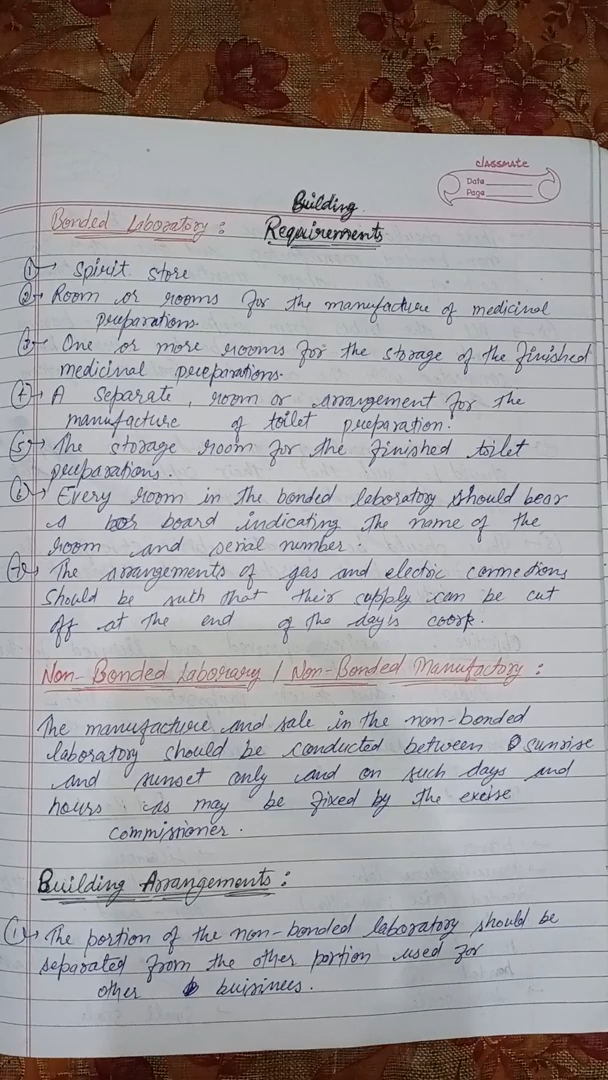 classmate
Date
Page
Building
Bonded Laboratory : Requirements
① → Spirit store
② → Room or rooms for the manufacture of medicinal
preparations.
③ → One or more rooms for the storage of the finished
medicinal preceparations.
④ → A separate, room or arrangement for the
manufacture of toilet preparation.
⑤ → The storage room for the finished toilet
preparations.
⑥ → Every room in the bonded laboratory should bear
a board indicating the name of the
room and serial number.
⑦ → The arrangements of gas and electric connections
should be such that their supply can be cut
off at the end of the day's
Non-Bonded Laborary / Non-Bonded Manufactory :
The manufacture and sale in the non-bonded
laboratory should be conducted between sunrise
and sunset only and on such days and
hours as may be fixed by the excise
commissioner.
Building Arrangements :
① → The portion of the non-bonded laboratory should be
separated from the other portion used for
other buisinees.